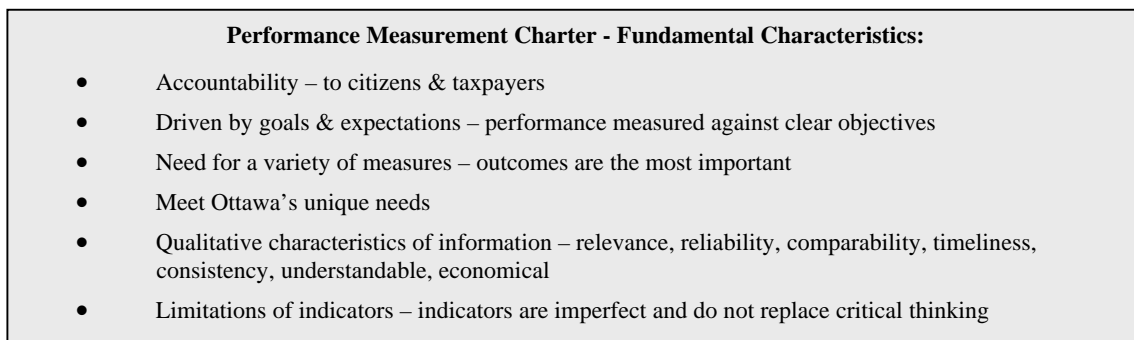 Performance Measurement Charter - Fundamental Characteristics:
• Accountability – to citizens & taxpayers
• Driven by goals & expectations – performance measured against clear objectives
• Need for a variety of measures – outcomes are the most important
• Meet Ottawa’s unique needs
• Qualitative characteristics of information – relevance, reliability, comparability, timeliness,
consistency, understandable, economical
• Limitations of indicators – indicators are imperfect and do not replace critical thinking